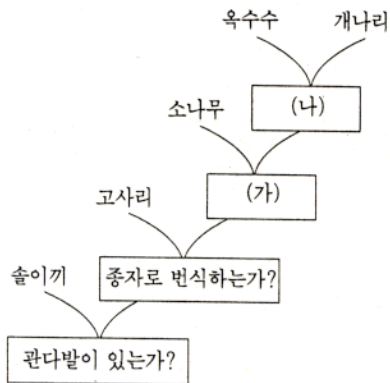 옥수수 개나리
(나)
소나무
(가)
고사리
종자로 번식하는가?
솔이끼
관다발이 있는가?